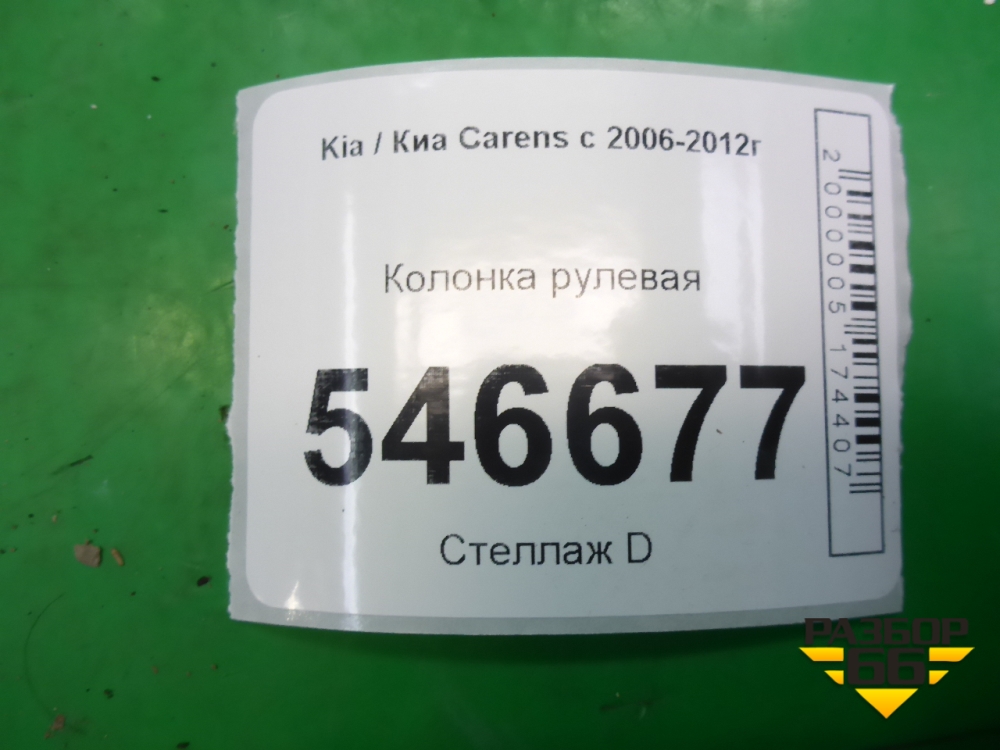 Kia / Киа Carens с 2006-2012г
Колонка рулевая
546677
Стеллаж D
2000005174407
РАЗБОР
66